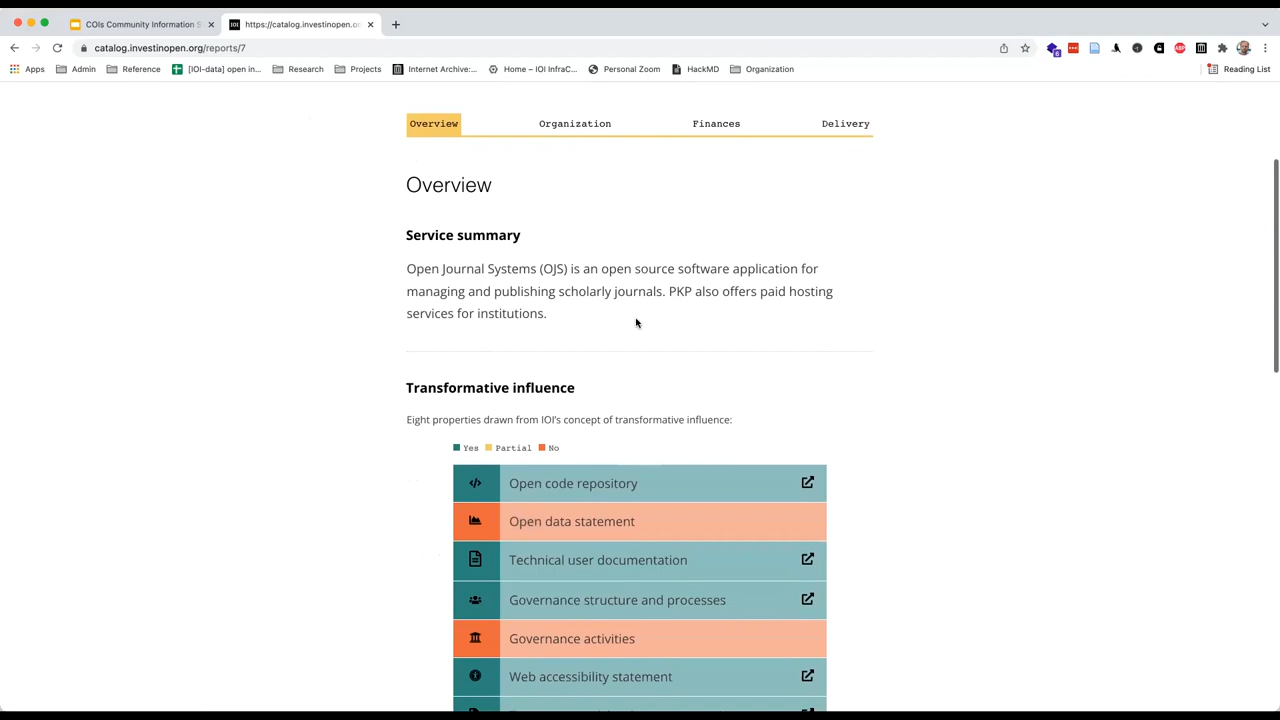 COIs Community Information S
https://catalog.investinopen.or
catalog.investinopen.org/reports/7
Apps
Admin
Reference
[IOI-data] open in...
Research
Projects
Internet Archive:...
Home – IOI InfraC...
Personal Zoom
HackMD
Organization
Reading List
Overview
Organization
Finances
Delivery
Overview
Service summary
Open Journal Systems (OJS) is an open source software application for
managing and publishing scholarly journals. PKP also offers paid hosting
services for institutions.
Transformative influence
Eight properties drawn from IOI's concept of transformative influence:
Yes
Partial
No
Open code repository
Open data statement
Technical user documentation
Governance structure and processes
Governance activities
Web accessibility statement